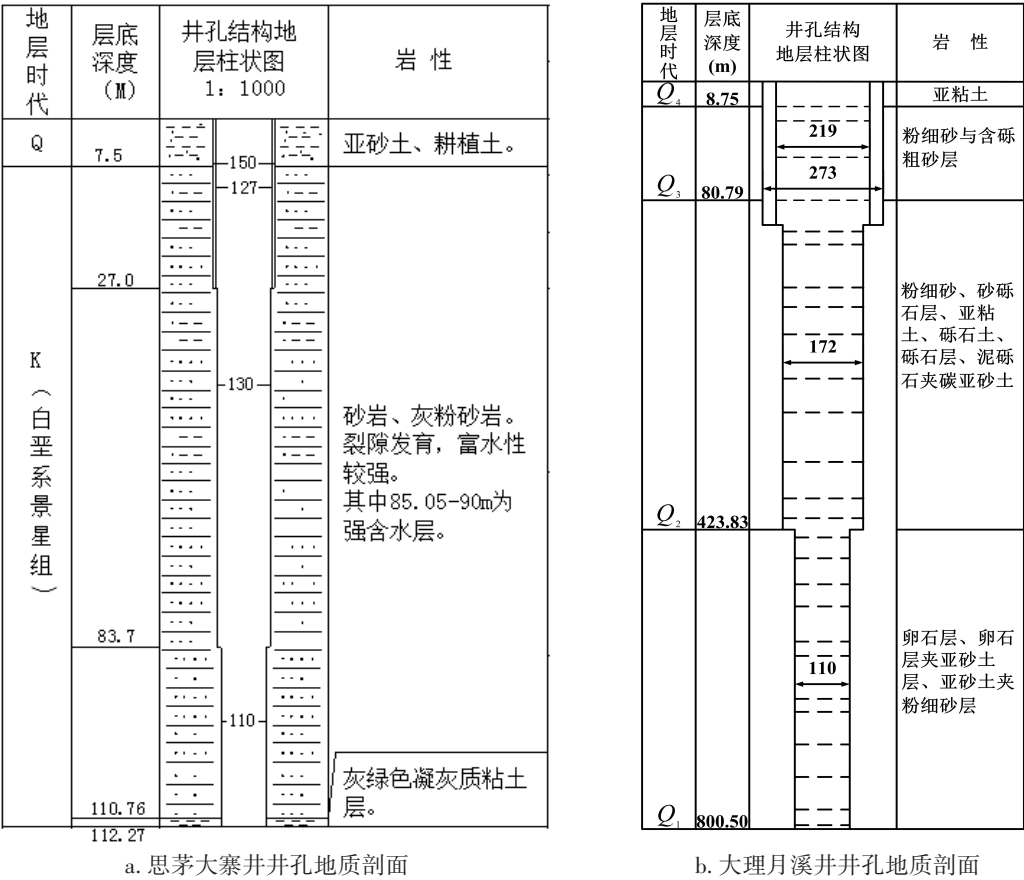 地层时代
层底深度（M）
井孔结构地层柱状图
1：1000
岩 性
Q
7.5
亚砂土、耕植土。
150
127
27.0
K（白垩系景星组）
130
砂岩、灰粉砂岩。
裂隙发育，富水性
较强。
其中85.05-90m为
强含水层。
83.7
110
灰绿色凝灰质粘土
层。
110.76
112.27
a. 思茅大寨井井孔地质剖面
地层时代
层底深度(m)
井孔结构
地层柱状图
岩 性
Q4
8.75
亚粘土
219
粉细砂与含砾
粗砂层
273
Q3
80.79
粉细砂、砂砾
石层、亚粘
土、砾石土、
砾石层、泥砾
石夹碳亚砂土
172
Q2
423.83
卵石层、卵石
层夹亚砂土
层、亚砂土夹
粉细砂层
110
Q1
800.50
b. 大理月溪井井孔地质剖面